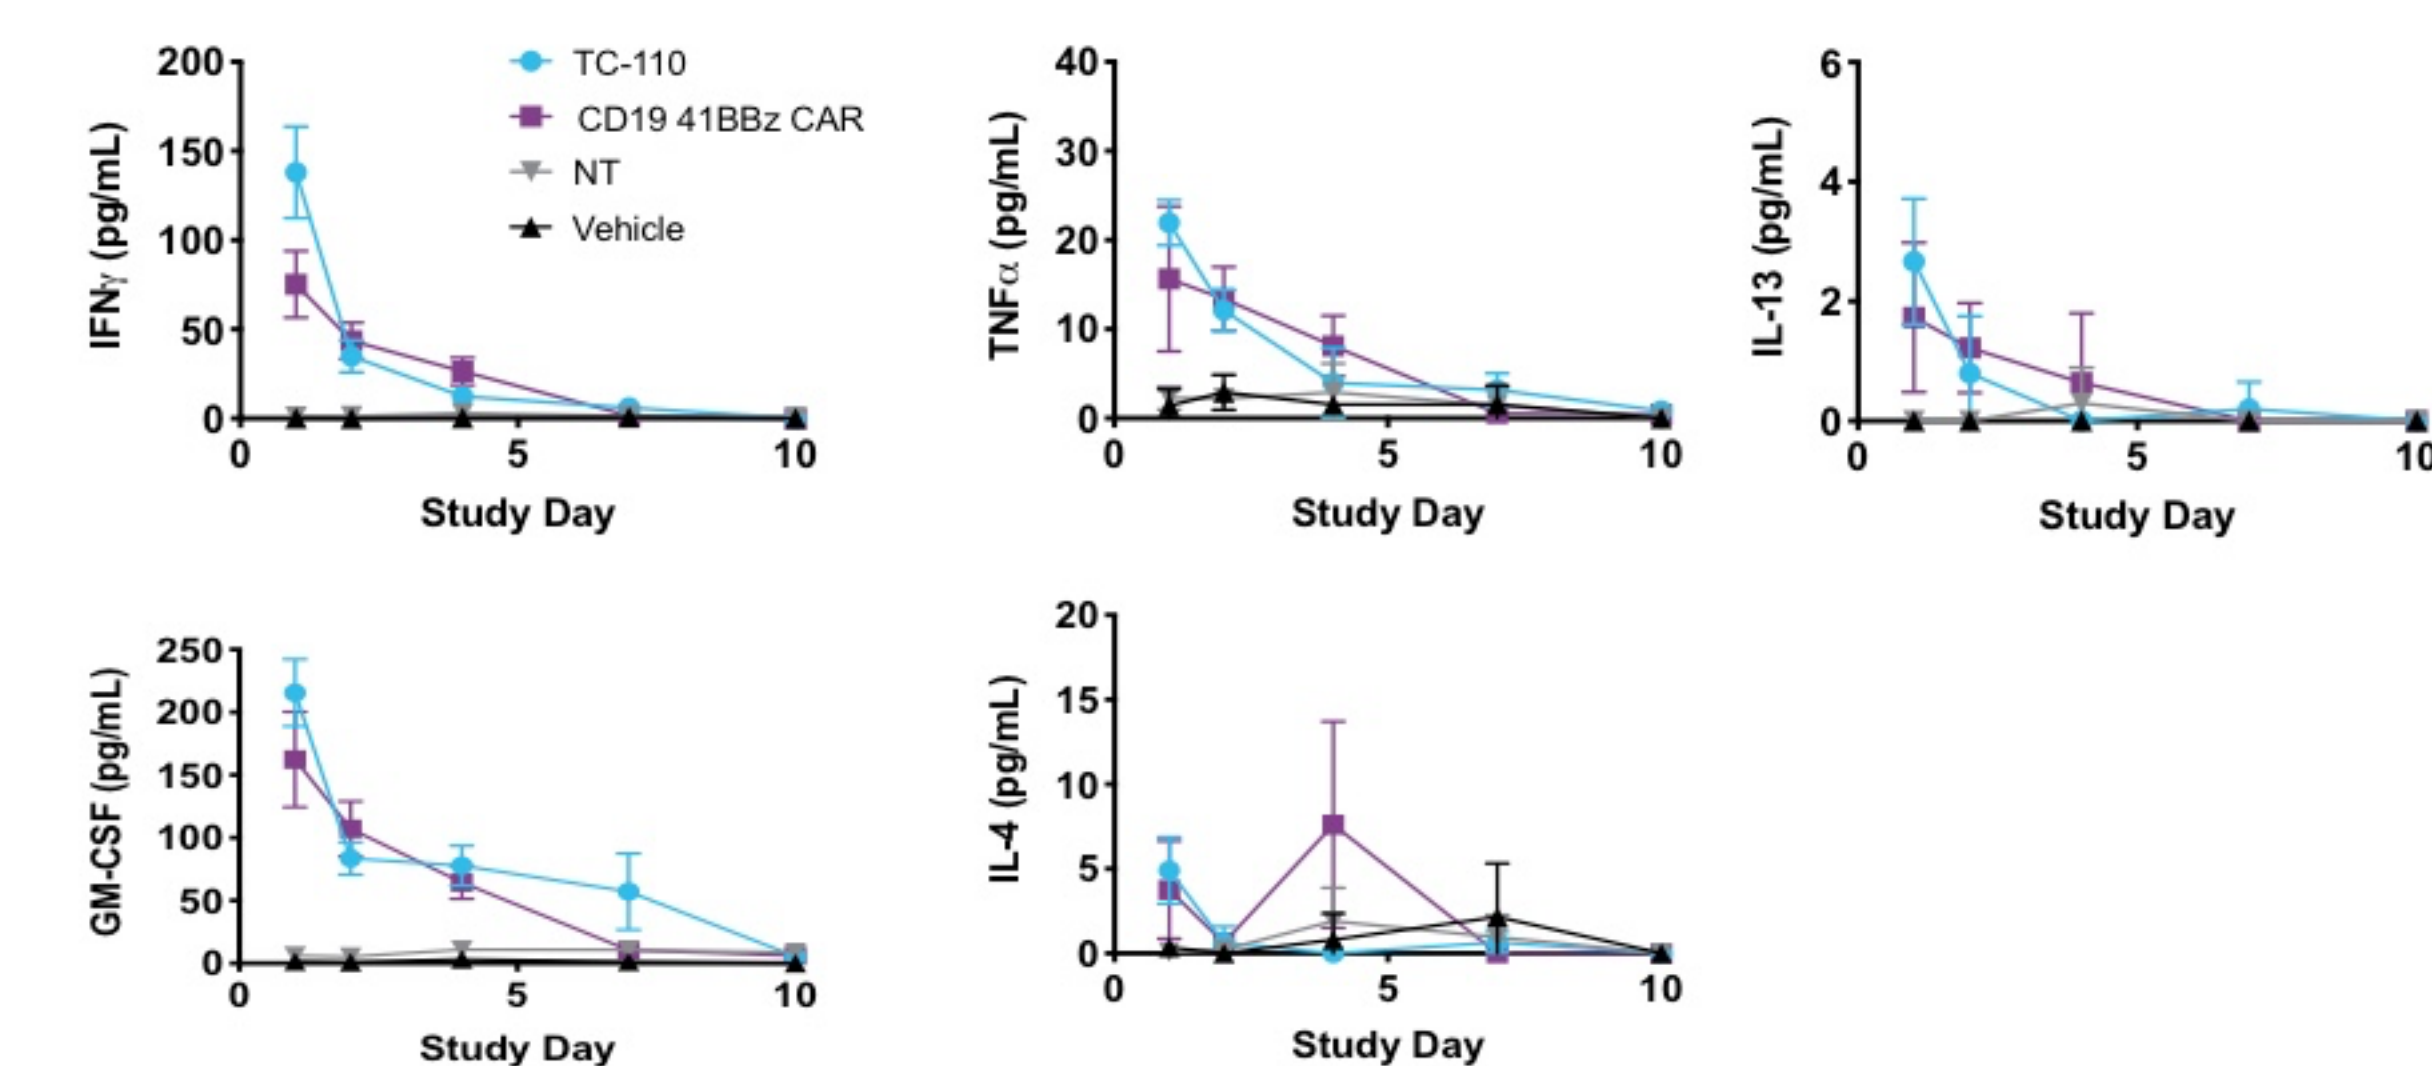 IFNγ (pg/mL)
200
150
100
50
0
0 5 10
Study Day
TC-110
CD19 41BBz CAR
NT
Vehicle
TNFα (pg/mL)
40
30
20
10
0
0 5 10
Study Day
IL-13 (pg/mL)
6
4
2
0
0 5 10
Study Day
GM-CSF (pg/mL)
250
200
150
100
50
0
0 5 10
Study Day
IL-4 (pg/mL)
20
15
10
5
0
0 5 10
Study Day